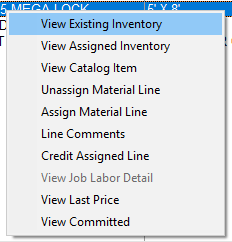 5 MEGA LOCK 5' X 8'
View Existing Inventory
View Assigned Inventory
View Catalog Item
Unassign Material Line
Assign Material Line
Line Comments
Credit Assigned Line
View Job Labor Detail
View Last Price
View Committed